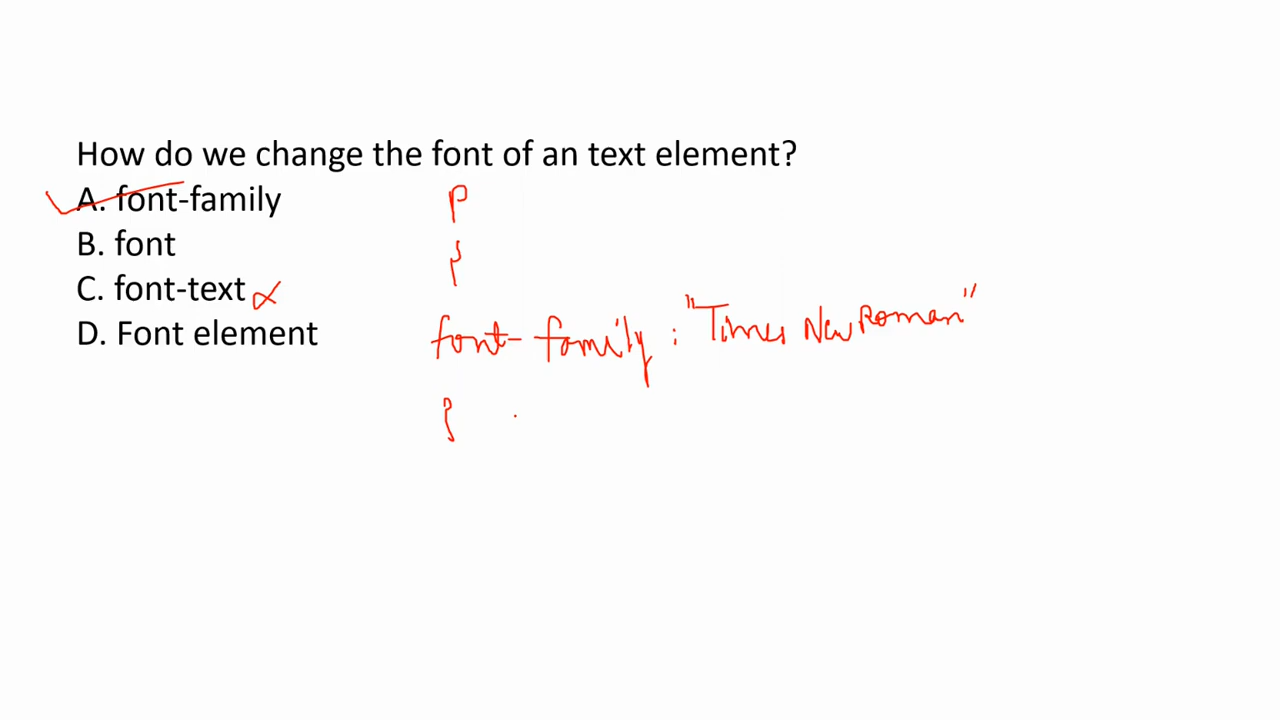 How do we change the font of an text element?
A. font-family
B. font
C. font-text
D. Font element
P
{
font-family : "Times New Roman"
}